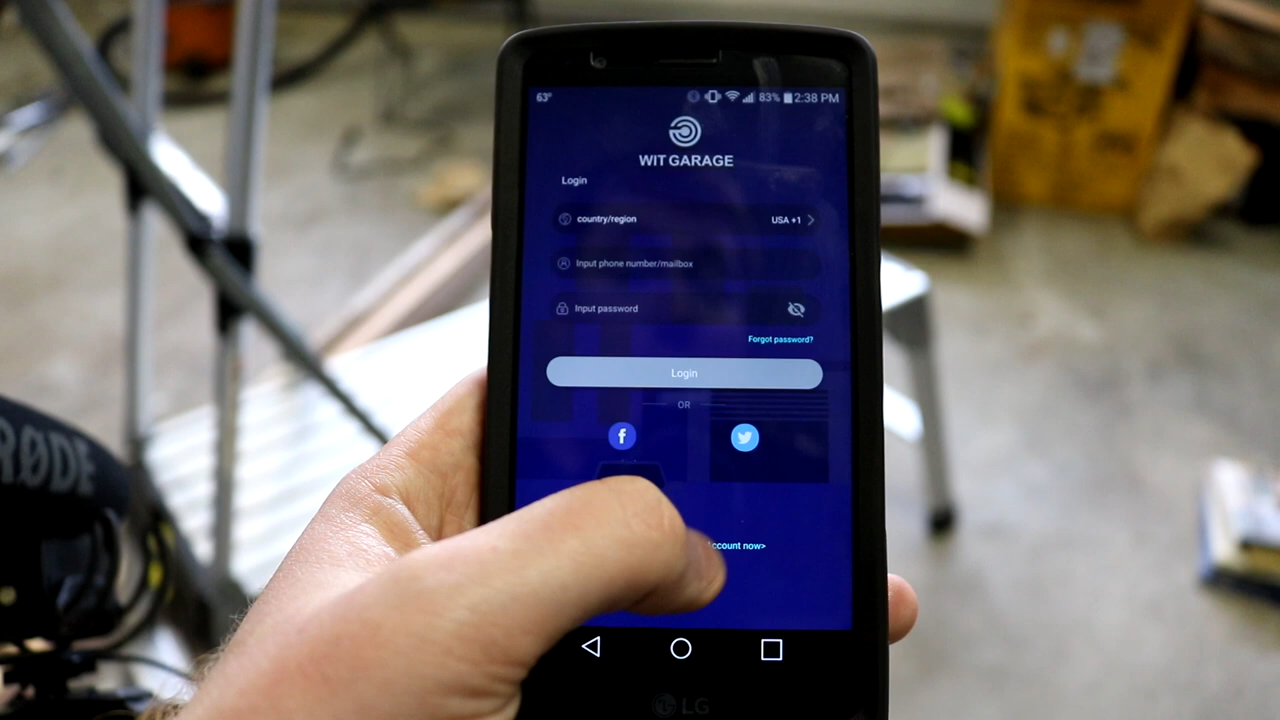 63°
83% 2:38 PM
WIT GARAGE
Login
country/region USA +1
Input phone number/mailbox
Input password
Forgot password?
Login
OR
f
now>
LG
RØDE